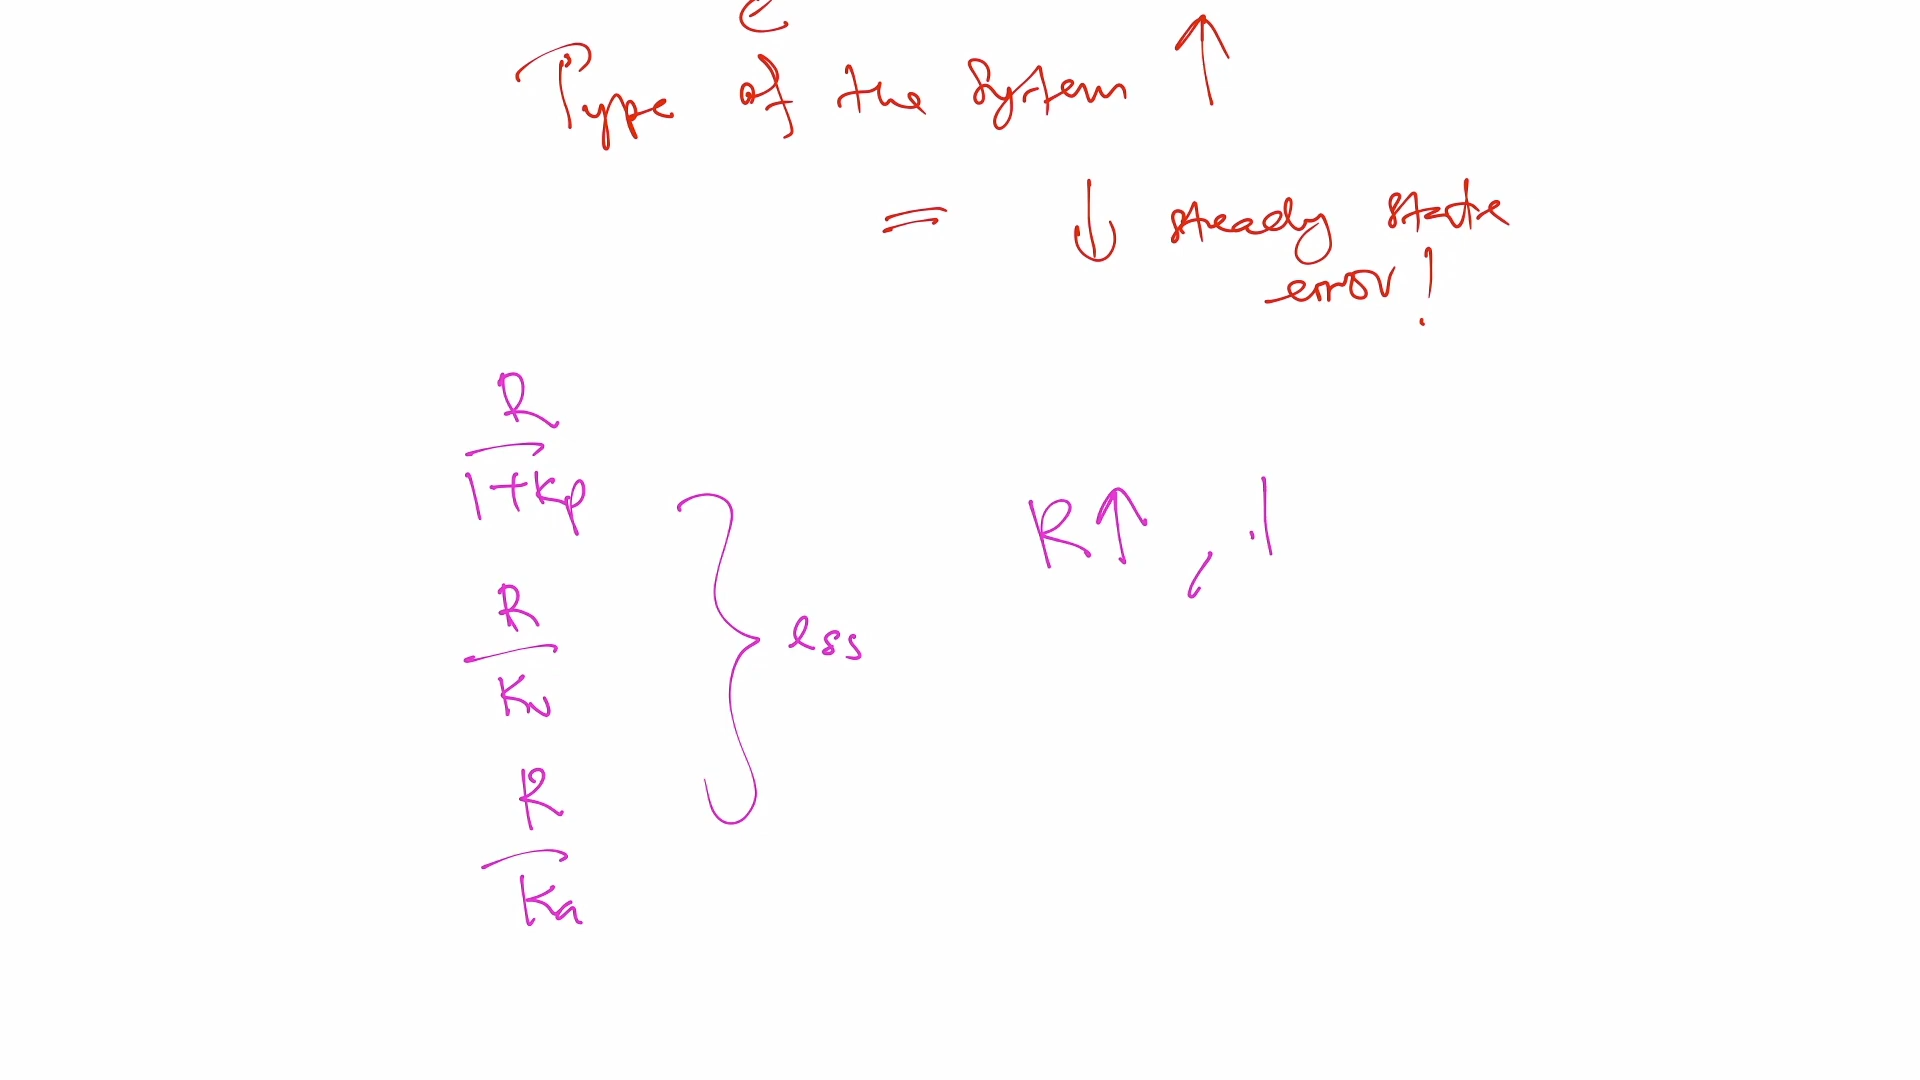 Type of the System ↑
= ↓ steady state
error!
R
1+Kp
R
Kv
R
Ka
} ess
R↑ ,